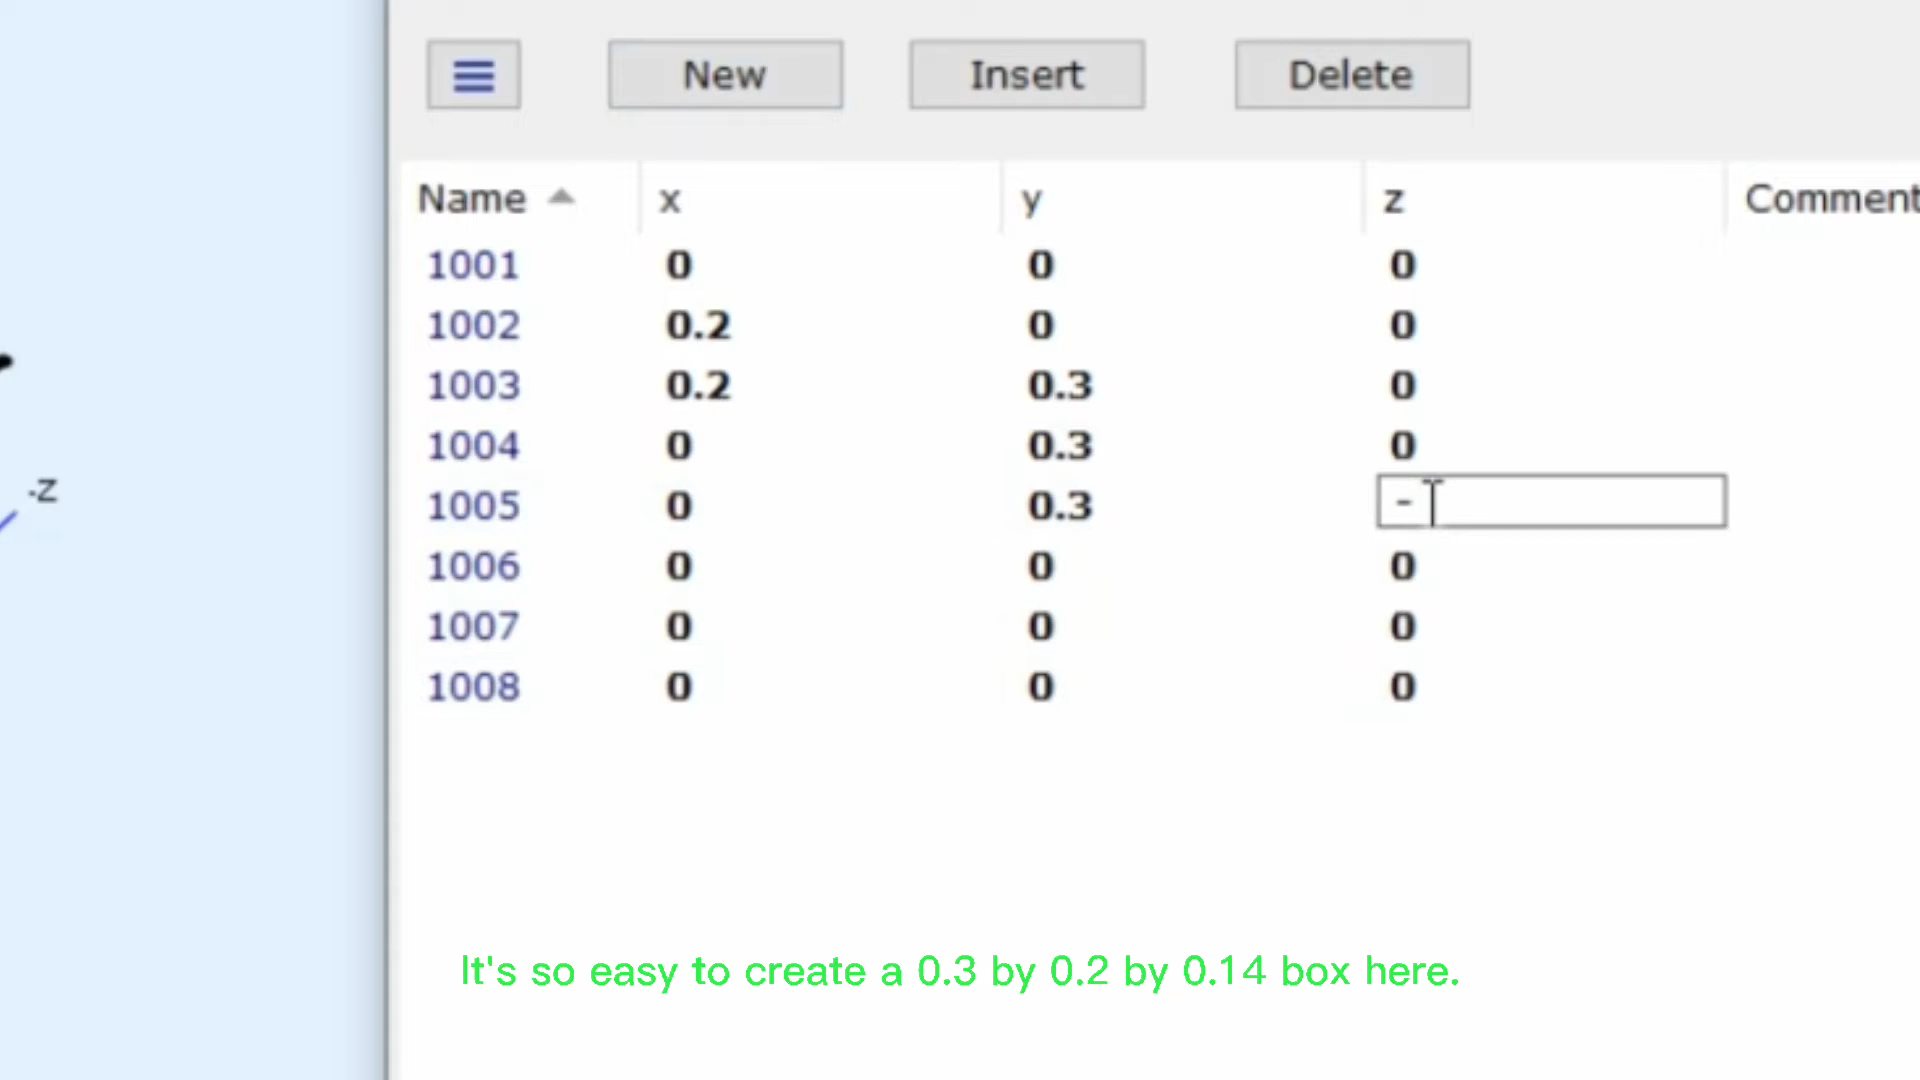 New Insert Delete
Name x y z Comment
1001 0 0 0
1002 0.2 0 0
1003 0.2 0.3 0
1004 0 0.3 0
-Z
1005 0 0.3 -
1006 0 0 0
1007 0 0 0
1008 0 0 0
It's so easy to create a 0.3 by 0.2 by 0.14 box here.